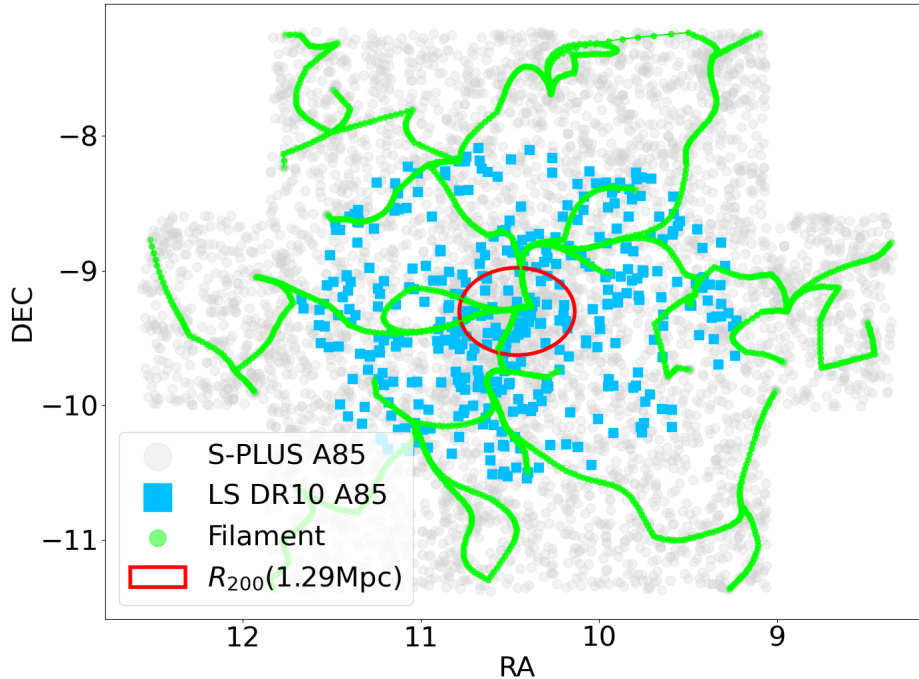 −8
−9
−10
−11
DEC
S-PLUS A85
LS DR10 A85
Filament
R₂₀₀(1.29Mpc)
12
11
10
9
RA